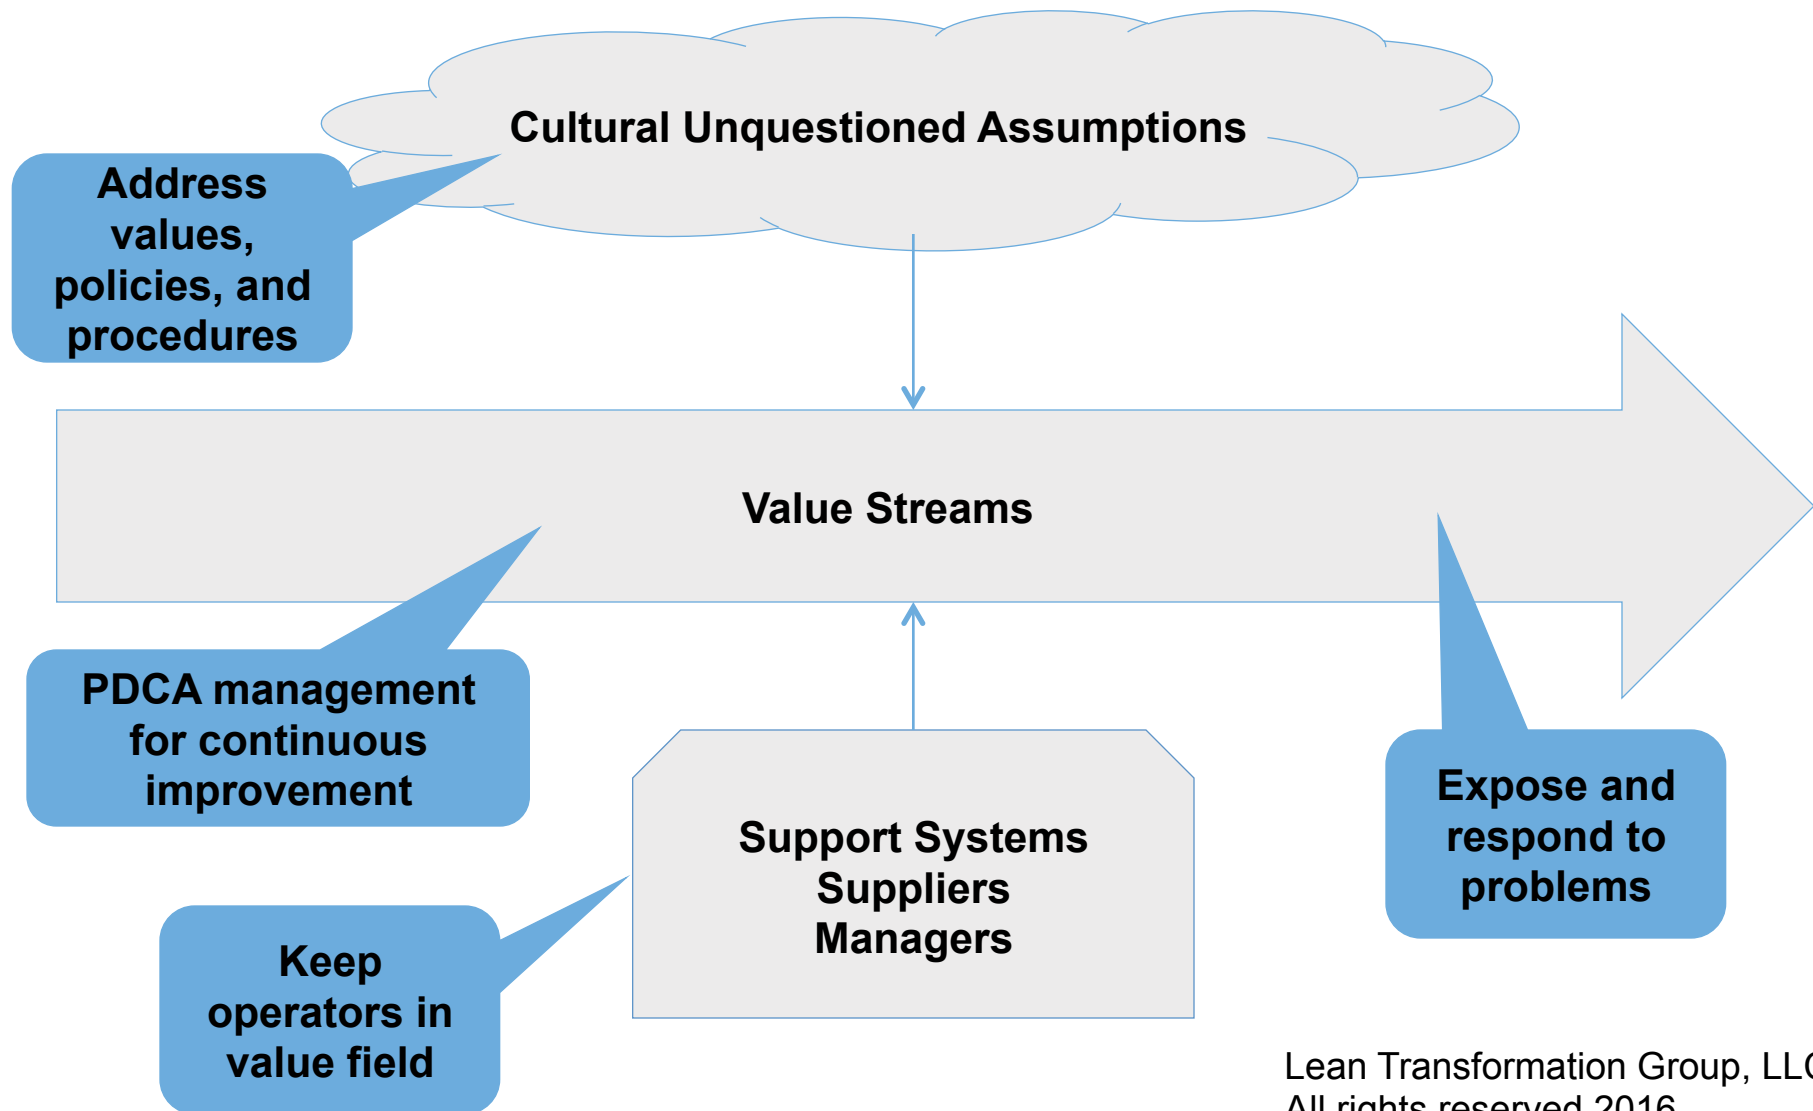 Cultural Unquestioned Assumptions
Address
values,
policies, and
procedures
Value Streams
PDCA management
for continuous
improvement
Support Systems
Suppliers
Managers
Expose and
respond to
problems
Keep
operators in
value field
Lean Transformation Group, LLC
All rights reserved 2016